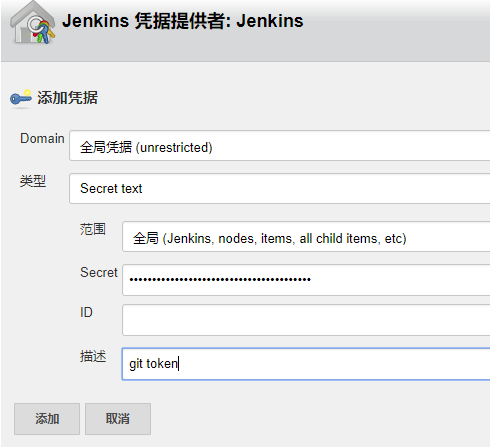 Jenkins 凭据提供者: Jenkins
添加凭据
Domain
全局凭据 (unrestricted)
类型
Secret text
范围
全局 (Jenkins, nodes, items, all child items, etc)
Secret
••••••••••••••••••••••••••••••••••••••••
ID
描述
git token
添加
取消